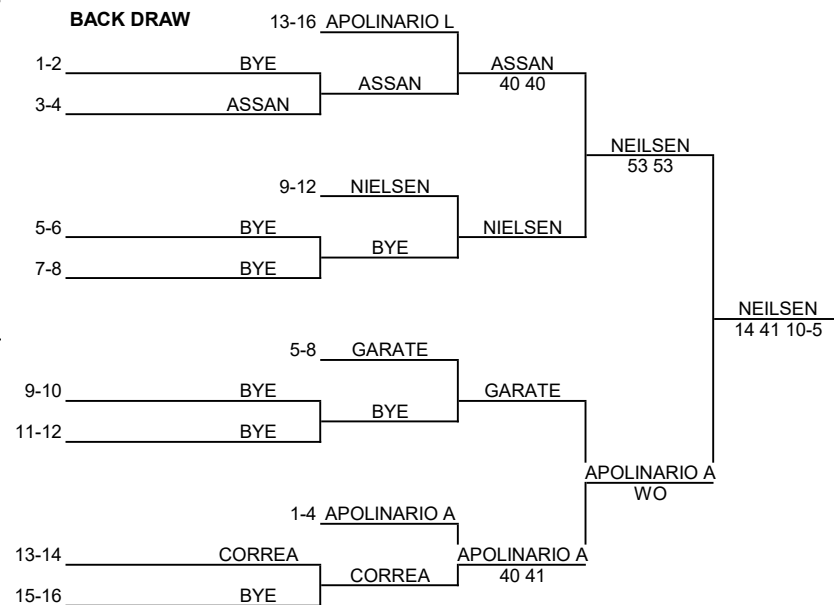 BACK DRAW
13-16 APOLINARIO L
1-2 BYE
ASSAN
40 40
ASSAN
3-4 ASSAN
NEILSEN
53 53
9-12 NIELSEN
5-6 BYE
NIELSEN
BYE
7-8 BYE
NEILSEN
14 41 10-5
5-8 GARATE
9-10 BYE
GARATE
BYE
11-12 BYE
APOLINARIO A
WO
1-4 APOLINARIO A
13-14 CORREA
APOLINARIO A
40 41
CORREA
15-16 BYE